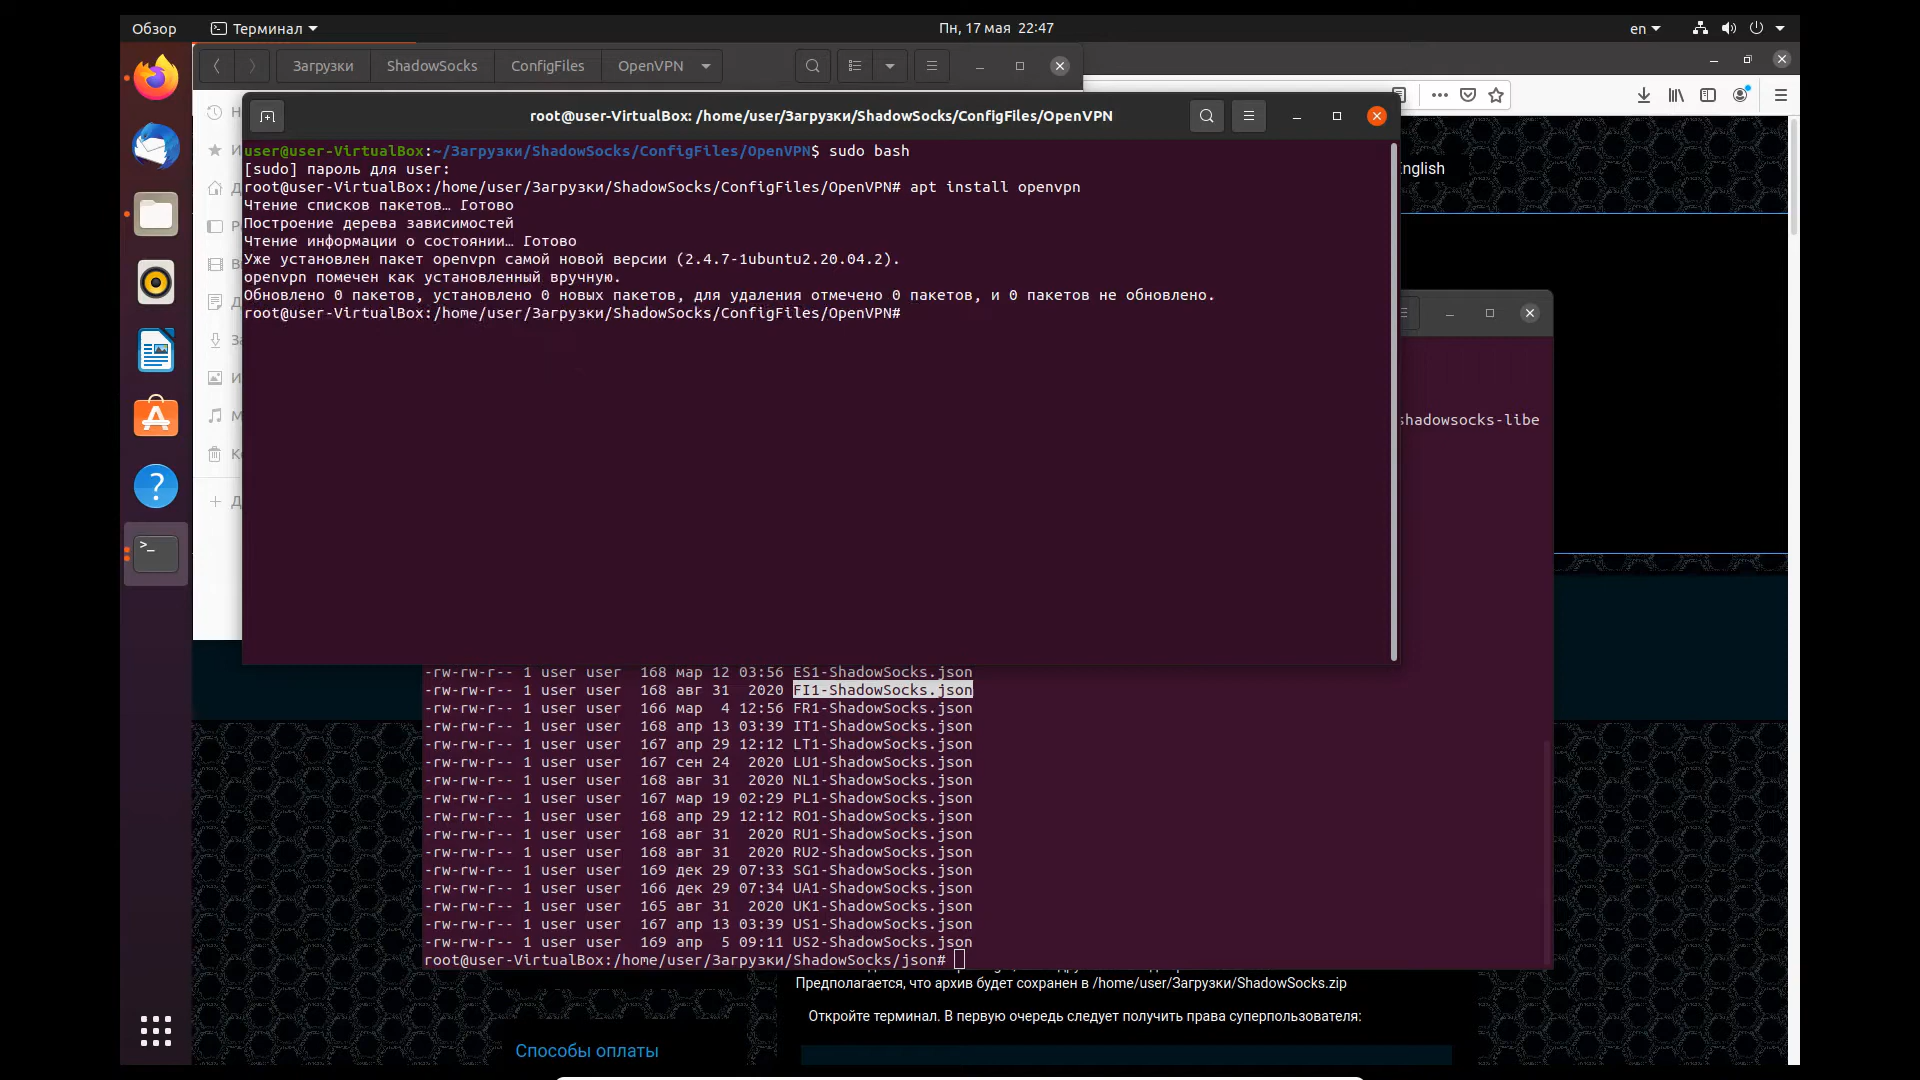 Обзор
Терминал
Пн, 17 мая 22:47
en
Загрузки
ShadowSocks
ConfigFiles
OpenVPN
root@user-VirtualBox: /home/user/Загрузки/ShadowSocks/ConfigFiles/OpenVPN
user@user-VirtualBox:~/Загрузки/ShadowSocks/ConfigFiles/OpenVPN$ sudo bash
[sudo] пароль для user:
root@user-VirtualBox:/home/user/Загрузки/ShadowSocks/ConfigFiles/OpenVPN# apt install openvpn
Чтение списков пакетов… Готово
Построение дерева зависимостей
Чтение информации о состоянии… Готово
Уже установлен пакет openvpn самой новой версии (2.4.7-1ubuntu2.20.04.2).
openvpn помечен как установленный вручную.
Обновлено 0 пакетов, установлено 0 новых пакетов, для удаления отмечено 0 пакетов, и 0 пакетов не обновлено.
root@user-VirtualBox:/home/user/Загрузки/ShadowSocks/ConfigFiles/OpenVPN#
English
shadowsocks-libe
-rw-rw-r-- 1 user user 168 мар 12 03:56 ES1-ShadowSocks.json
-rw-rw-r-- 1 user user 168 авг 31 2020 FI1-ShadowSocks.json
-rw-rw-r-- 1 user user 166 мар 4 12:56 FR1-ShadowSocks.json
-rw-rw-r-- 1 user user 168 апр 13 03:39 IT1-ShadowSocks.json
-rw-rw-r-- 1 user user 167 апр 29 12:12 LT1-ShadowSocks.json
-rw-rw-r-- 1 user user 167 сен 24 2020 LU1-ShadowSocks.json
-rw-rw-r-- 1 user user 168 авг 31 2020 NL1-ShadowSocks.json
-rw-rw-r-- 1 user user 167 мар 19 02:29 PL1-ShadowSocks.json
-rw-rw-r-- 1 user user 168 апр 29 12:12 RO1-ShadowSocks.json
-rw-rw-r-- 1 user user 168 авг 31 2020 RU1-ShadowSocks.json
-rw-rw-r-- 1 user user 168 авг 31 2020 RU2-ShadowSocks.json
-rw-rw-r-- 1 user user 169 дек 29 07:33 SG1-ShadowSocks.json
-rw-rw-r-- 1 user user 166 дек 29 07:34 UA1-ShadowSocks.json
-rw-rw-r-- 1 user user 165 авг 31 2020 UK1-ShadowSocks.json
-rw-rw-r-- 1 user user 167 апр 13 03:39 US1-ShadowSocks.json
-rw-rw-r-- 1 user user 169 апр 5 09:11 US2-ShadowSocks.json
root@user-VirtualBox:/home/user/Загрузки/ShadowSocks/json#
Предполагается, что архив будет сохранен в /home/user/Загрузки/ShadowSocks.zip
Откройте терминал. В первую очередь следует получить права суперпользователя:
Способы оплаты